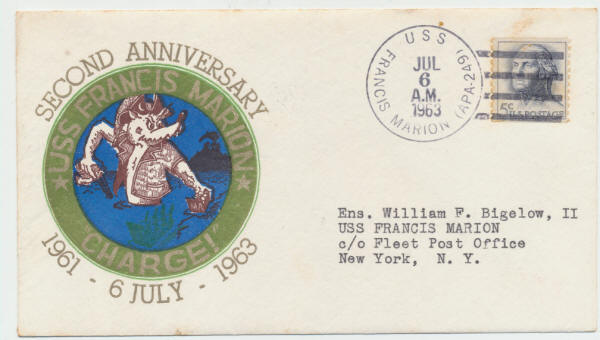 SECOND ANNIVERSARY
USS FRANCIS MARION
"CHARGE!"
1961 - 6 JULY - 1963
USS
FRANCIS MARION (APA-249)
JUL
6
A.M.
1963
5¢
U.S. POSTAGE
Ens. William F. Bigelow, II
USS FRANCIS MARION
c/o Fleet Post Office
New York, N. Y.